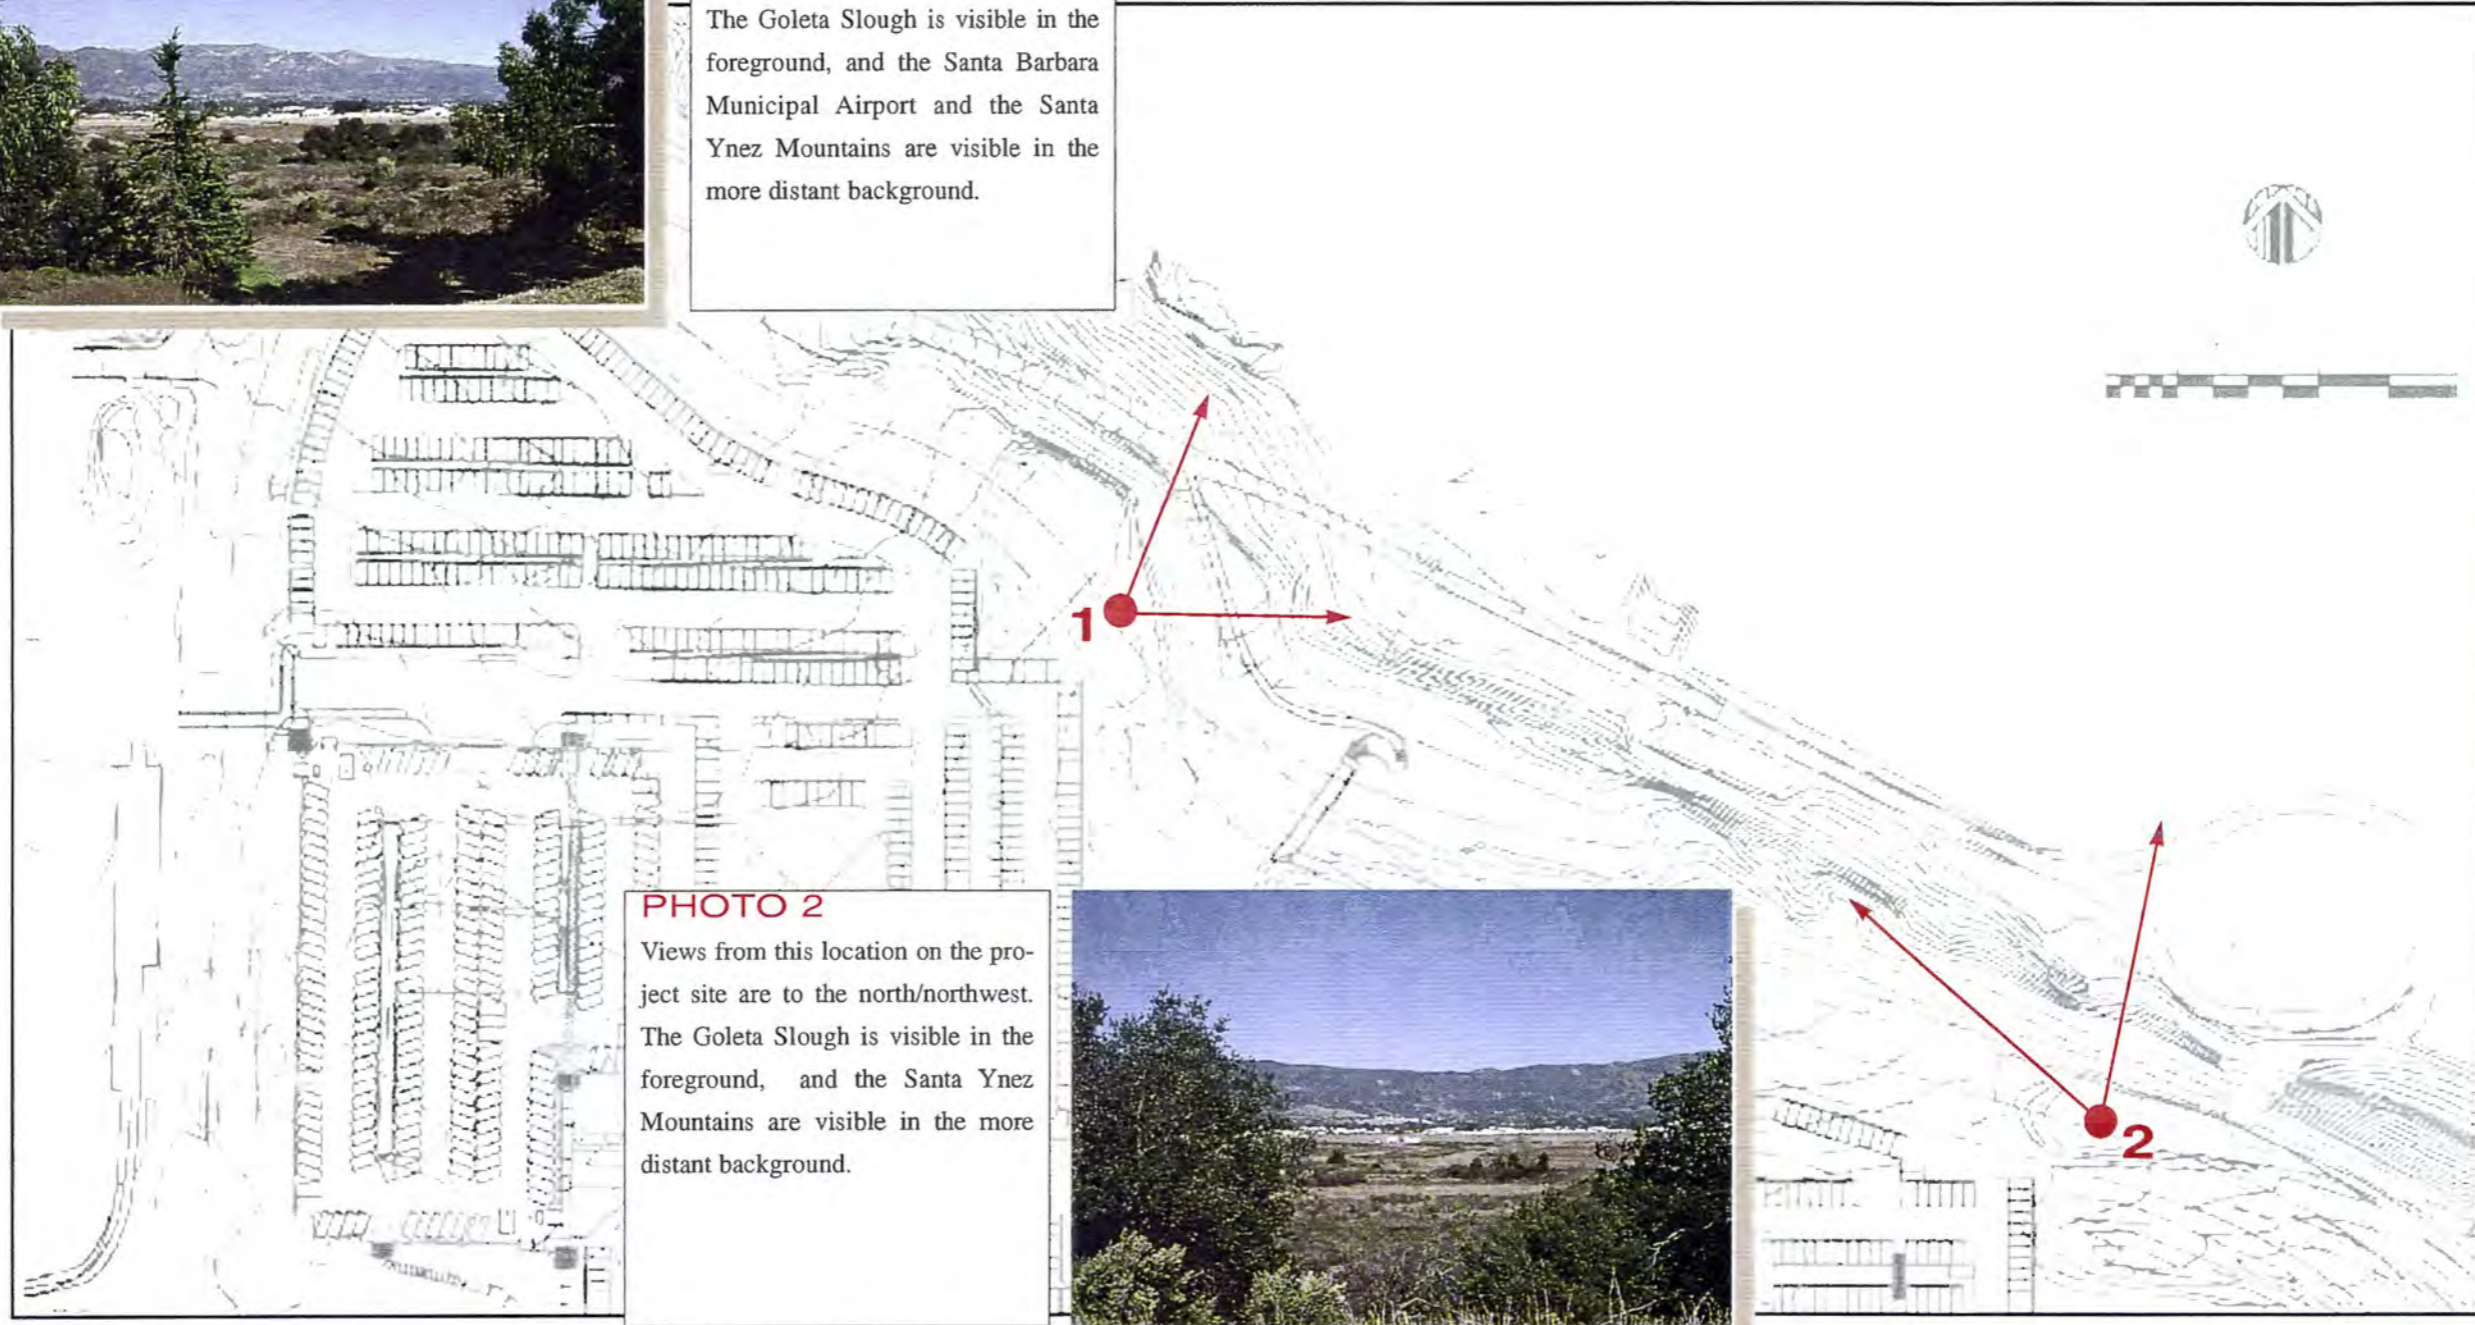 The Goleta Slough is visible in the
foreground, and the Santa Barbara
Municipal Airport and the Santa
Ynez Mountains are visible in the
more distant background.
1
PHOTO 2
Views from this location on the pro-
ject site are to the north/northwest.
The Goleta Slough is visible in the
foreground, and the Santa Ynez
Mountains are visible in the more
distant background.
2